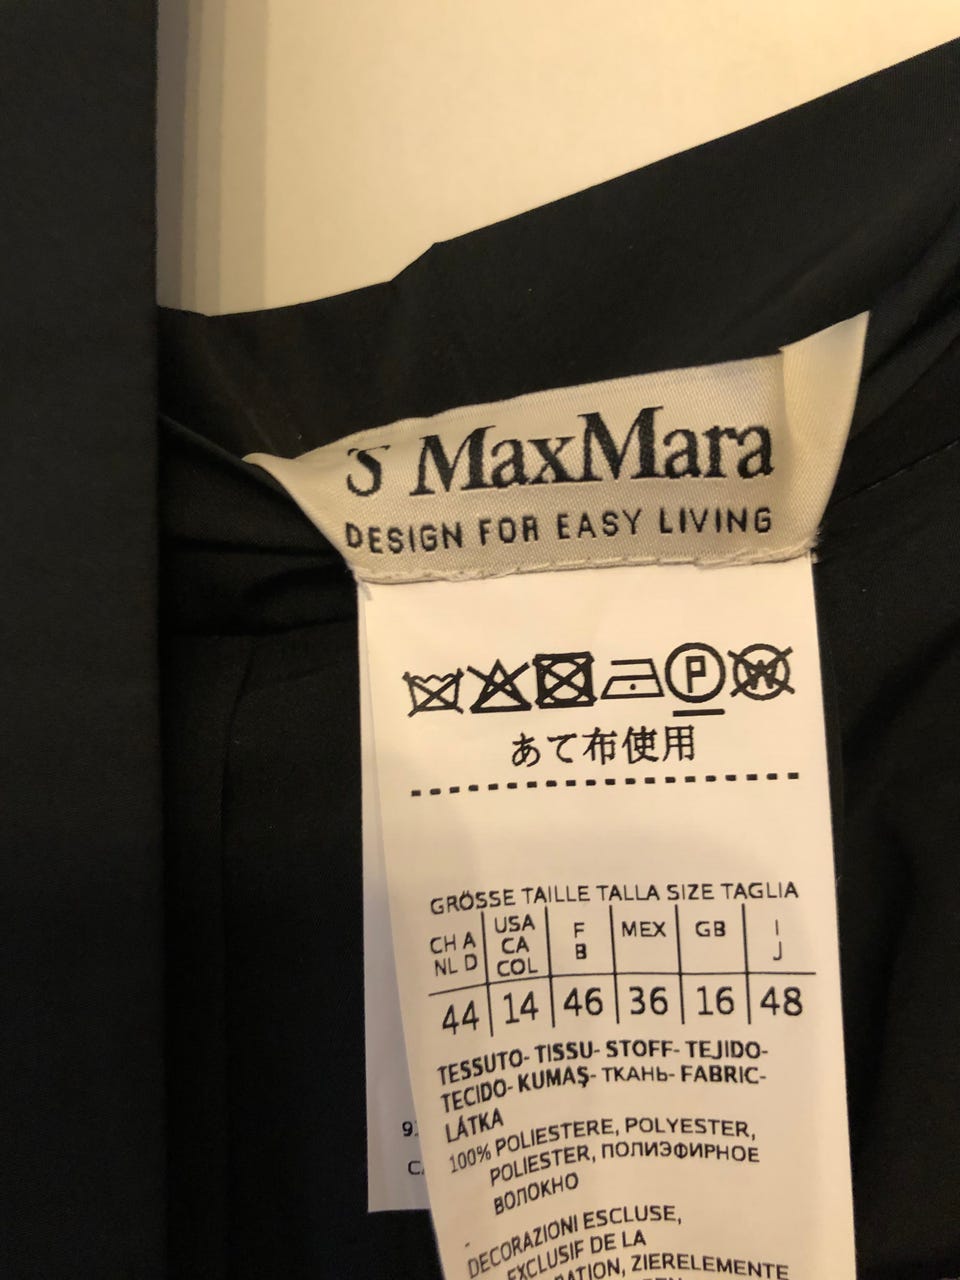 'S MaxMara
DESIGN FOR EASY LIVING
P W
あて布使用
GRÖSSE TAILLE TALLA SIZE TAGLIA
CH A NL D USA CA COL F B MEX GB I J
44 14 46 36 16 48
TESSUTO- TISSU- STOFF- TEJIDO-
TECIDO- KUMAŞ- ТКАНЬ- FABRIC-
LÁTKA
100% POLIESTERE, POLYESTER,
POLIESTER, ПОЛИЭФИРНОЕ
ВОЛОКНО
-
DECORAZIONI ESCLUSE,
EXCLUSIF DE LA
ZIERELEMENTE